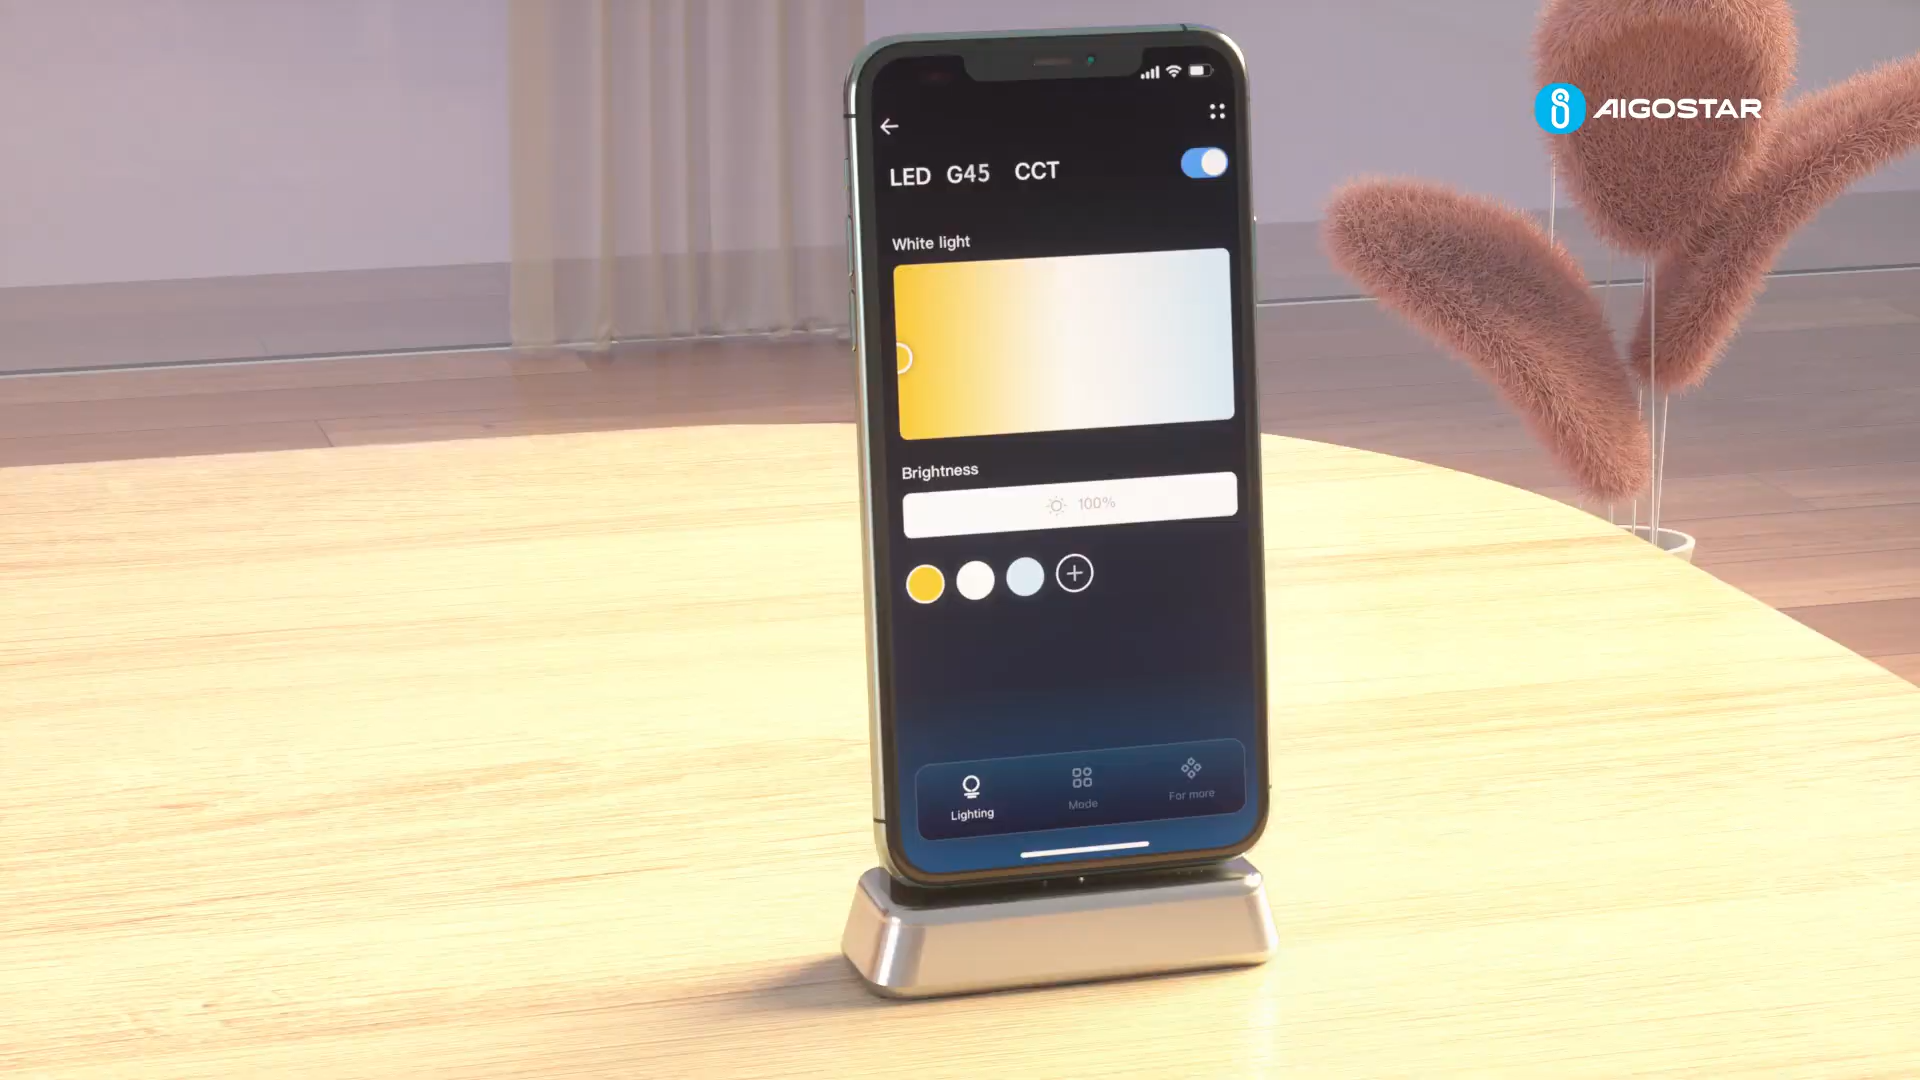 AIGOSTAR
LED G45 CCT
White light
Brightness
100%
Lighting
Mode
For more